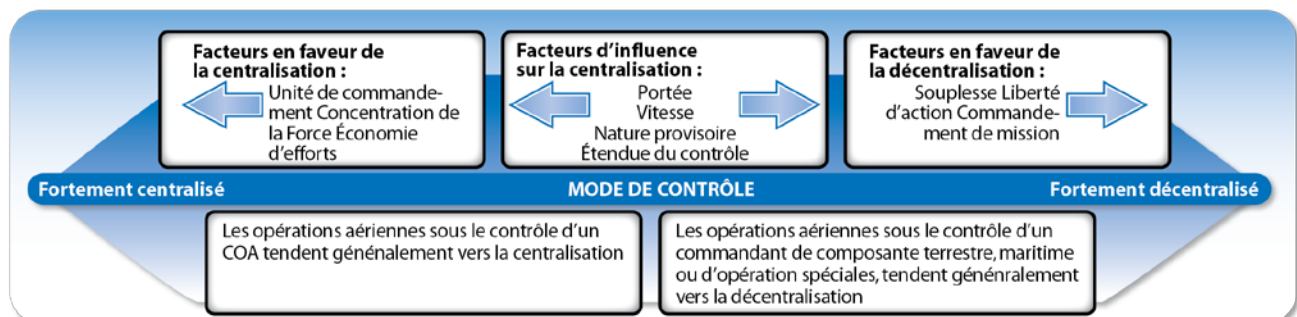 Facteurs en faveur de
la centralisation :
Unité de commande-
ment Concentration de
la Force Économie
d'efforts
Facteurs d'influence
sur la centralisation :
Portée
Vitesse
Nature provisoire
Étendue du contrôle
Facteurs en faveur de
la décentralisation :
Souplesse Liberté
d'action Commande-
ment de mission
Fortement centralisé
MODE DE CONTRÔLE
Fortement décentralisé
Les opérations aériennes sous le contrôle d'un
COA tendent génénalement vers la centralisation
Les opérations aériennes sous le contrôle d'un
commandant de composante terrestre, maritime
ou d'opération spéciales, tendent génénralement
vers la décentralisation